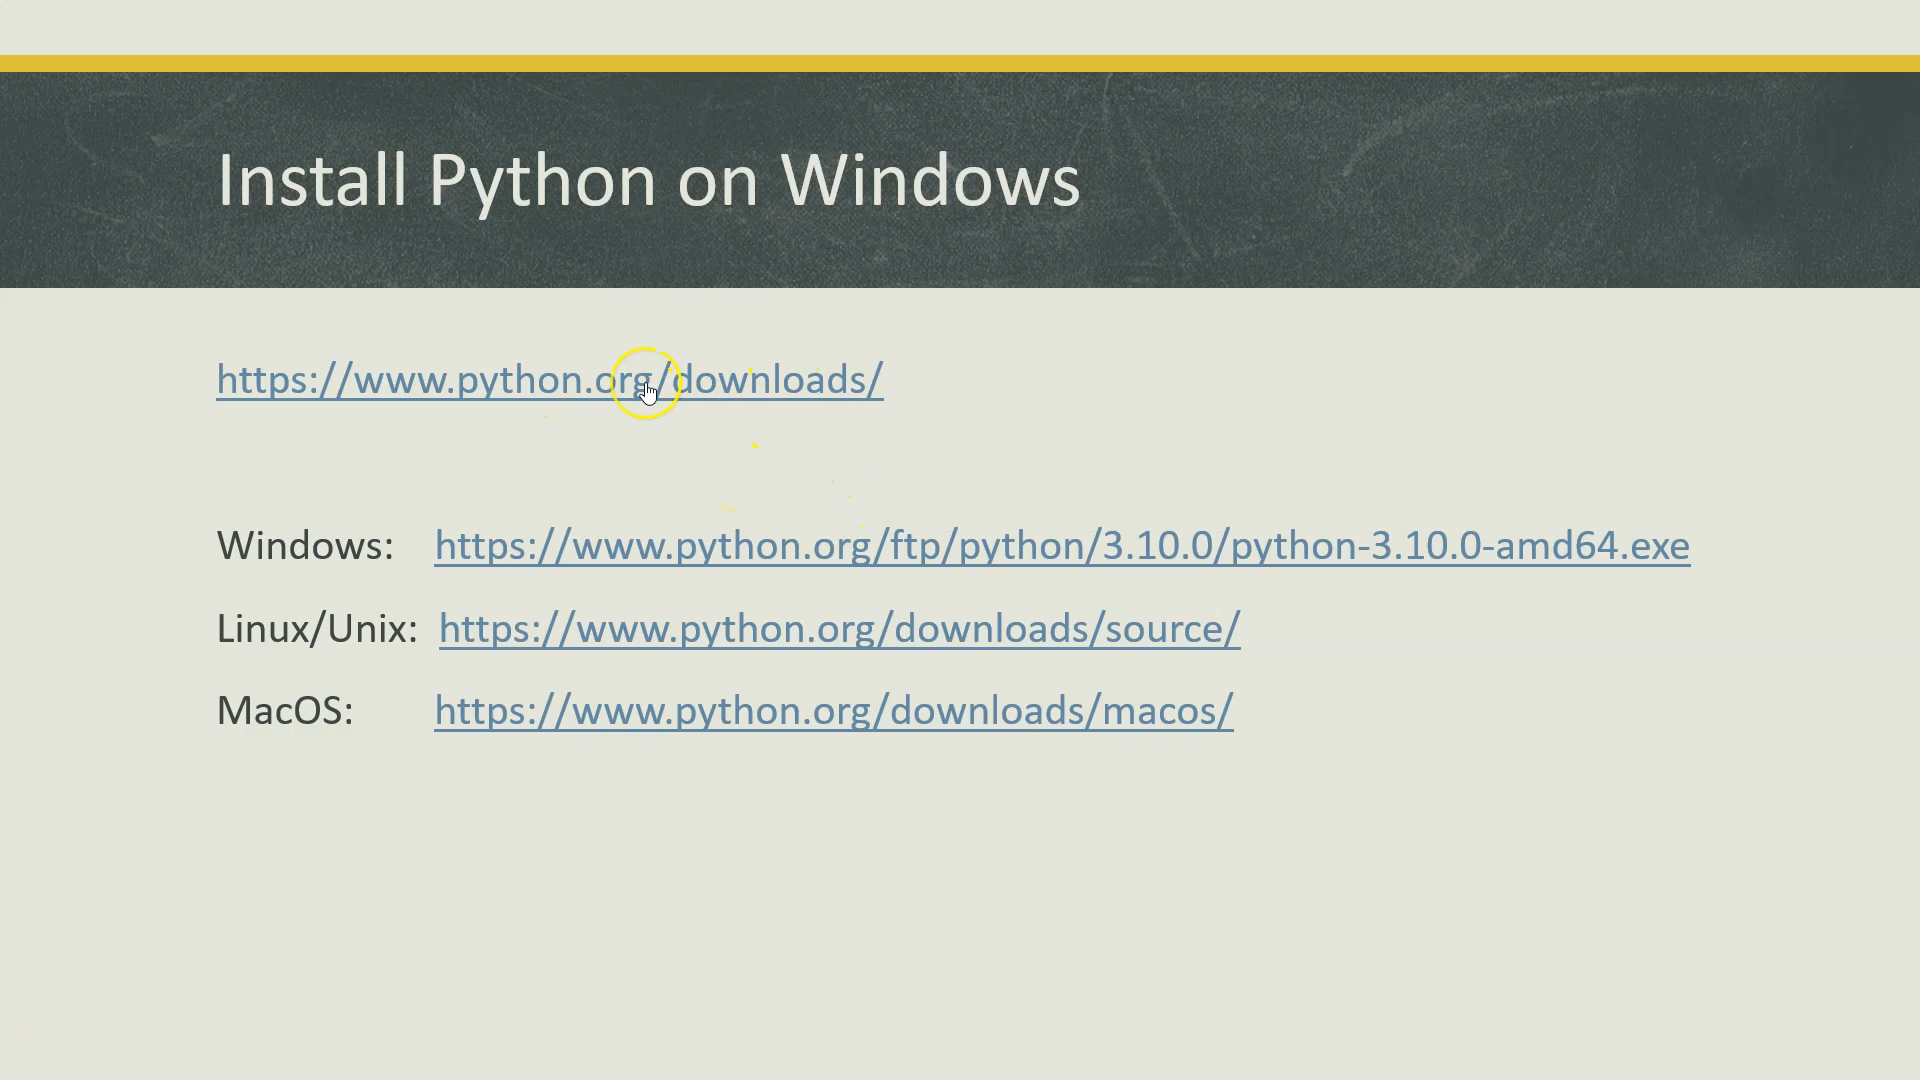 Install Python on Windows
https://www.python.org/downloads/
Windows: https://www.python.org/ftp/python/3.10.0/python-3.10.0-amd64.exe
Linux/Unix: https://www.python.org/downloads/source/
MacOS: https://www.python.org/downloads/macos/